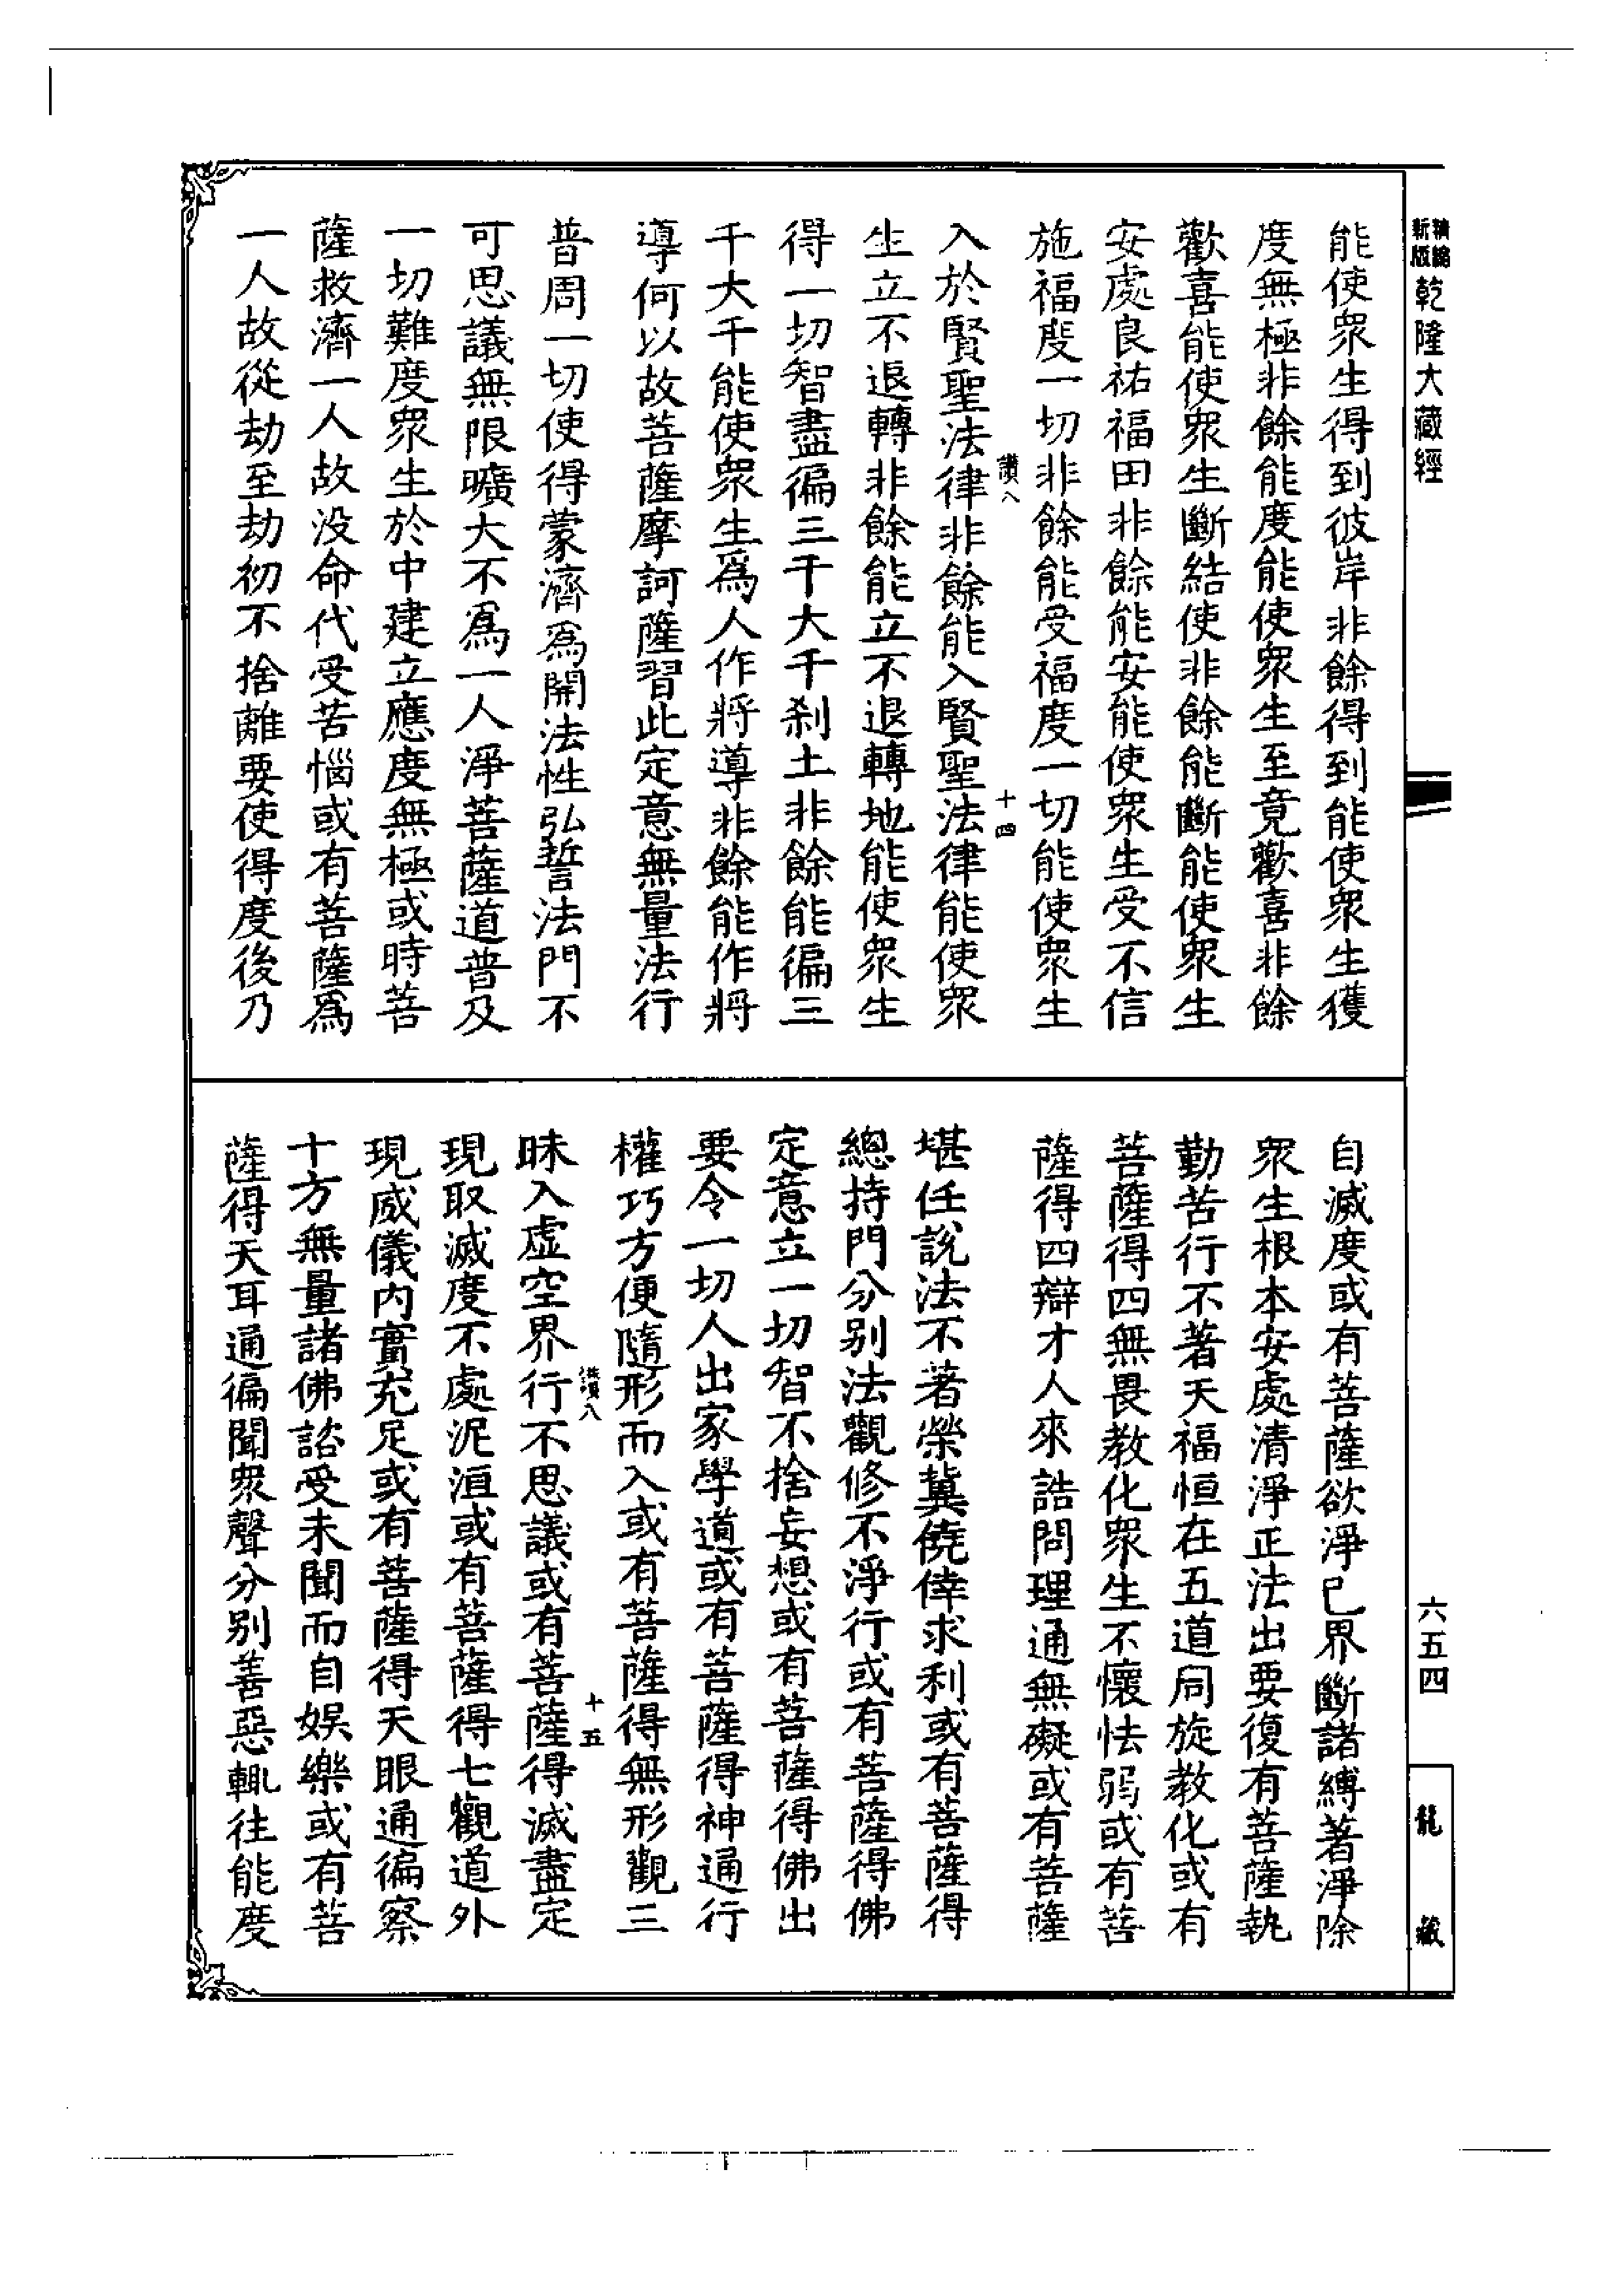 精編
新版
乾隆大藏經
能使眾生得到彼岸非餘得到能使眾生獲
度無極非餘能度能使眾生至竟歡喜非餘
歡喜能使眾生斷結使非餘能斷能使眾生
安處良祐福田非餘能安能使眾生受不信
施福度一切非餘能受福度一切能使眾生
讚八
十四
入於賢聖法律非餘能入賢聖法律能使眾
生立不退轉非餘能立不退轉地能使眾生
得一切智盡徧三千大千剎土非餘能徧三
千大千能使眾生為人作將導非餘能作將
導何以故菩薩摩訶薩習此定意無量法行
普周一切使得蒙濟為開法性弘誓法門不
可思議無限曠大不為一人淨菩薩道普及
一切難度眾生於中建立應度無極或時菩
薩救濟一人故没命代受苦惱或有菩薩為
一人故從劫至劫初不捨離要使得度後乃
自滅度或有菩薩欲淨己界斷諸縛著淨除
眾生根本安處清淨正法出要復有菩薩執
勤苦行不著天福恒在五道同旋教化或有
菩薩得四無畏教化眾生不懷怯弱或有菩
薩得四辯才人來詰問理通無礙或有菩薩
堪任說法不著榮冀僥倖求利或有菩薩得
總持門分別法觀修不淨行或有菩薩得佛
定意立一切智不捨妄想或有菩薩得佛出
要令一切人出家學道或有菩薩得神通行
權巧方便隨形而入或有菩薩得無形觀三
讚八
十五
昧入虛空界行不思議或有菩薩得滅盡定
現取滅度不處泥洹或有菩薩得七觀道外
現威儀內實充足或有菩薩得天眼通徧察
十方無量諸佛諮受未聞而自娛樂或有菩
薩得天耳通徧聞眾聲分別善惡輒往能度
六五四
龍藏